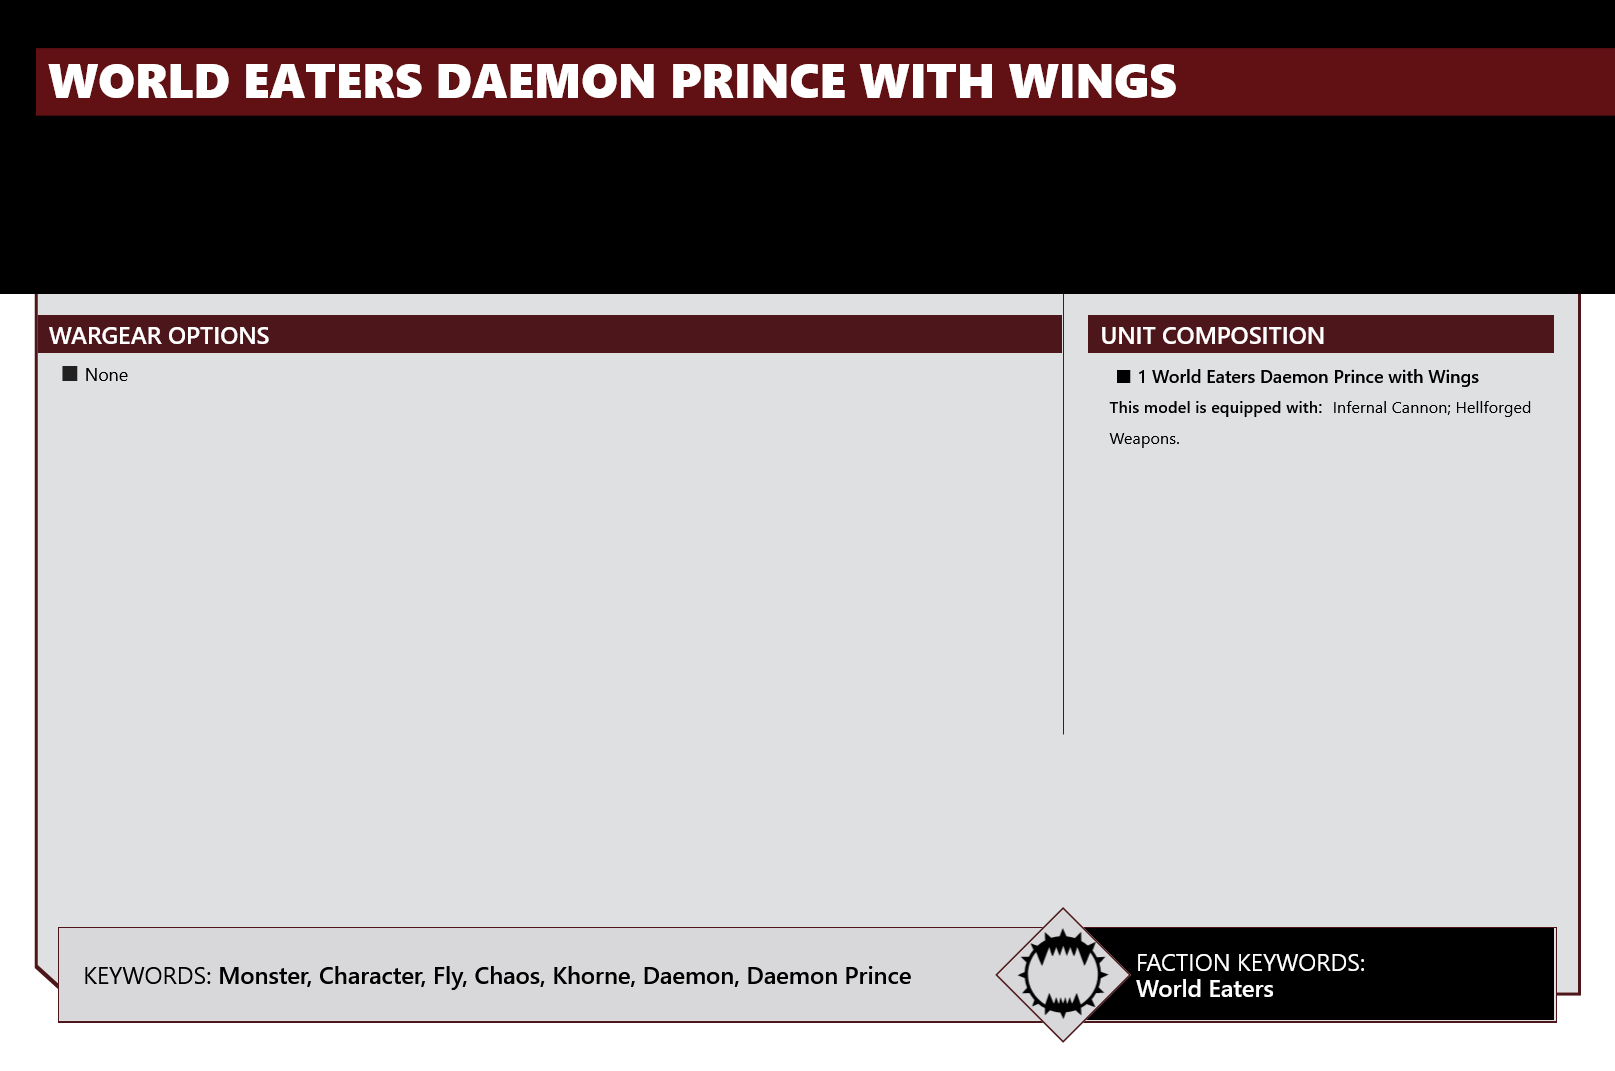 WORLD EATERS DAEMON PRINCE WITH WINGS
WARGEAR OPTIONS
None
UNIT COMPOSITION
1 World Eaters Daemon Prince with Wings
This model is equipped with: Infernal Cannon; Hellforged
Weapons.
KEYWORDS: Monster, Character, Fly, Chaos, Khorne, Daemon, Daemon Prince
FACTION KEYWORDS:
World Eaters